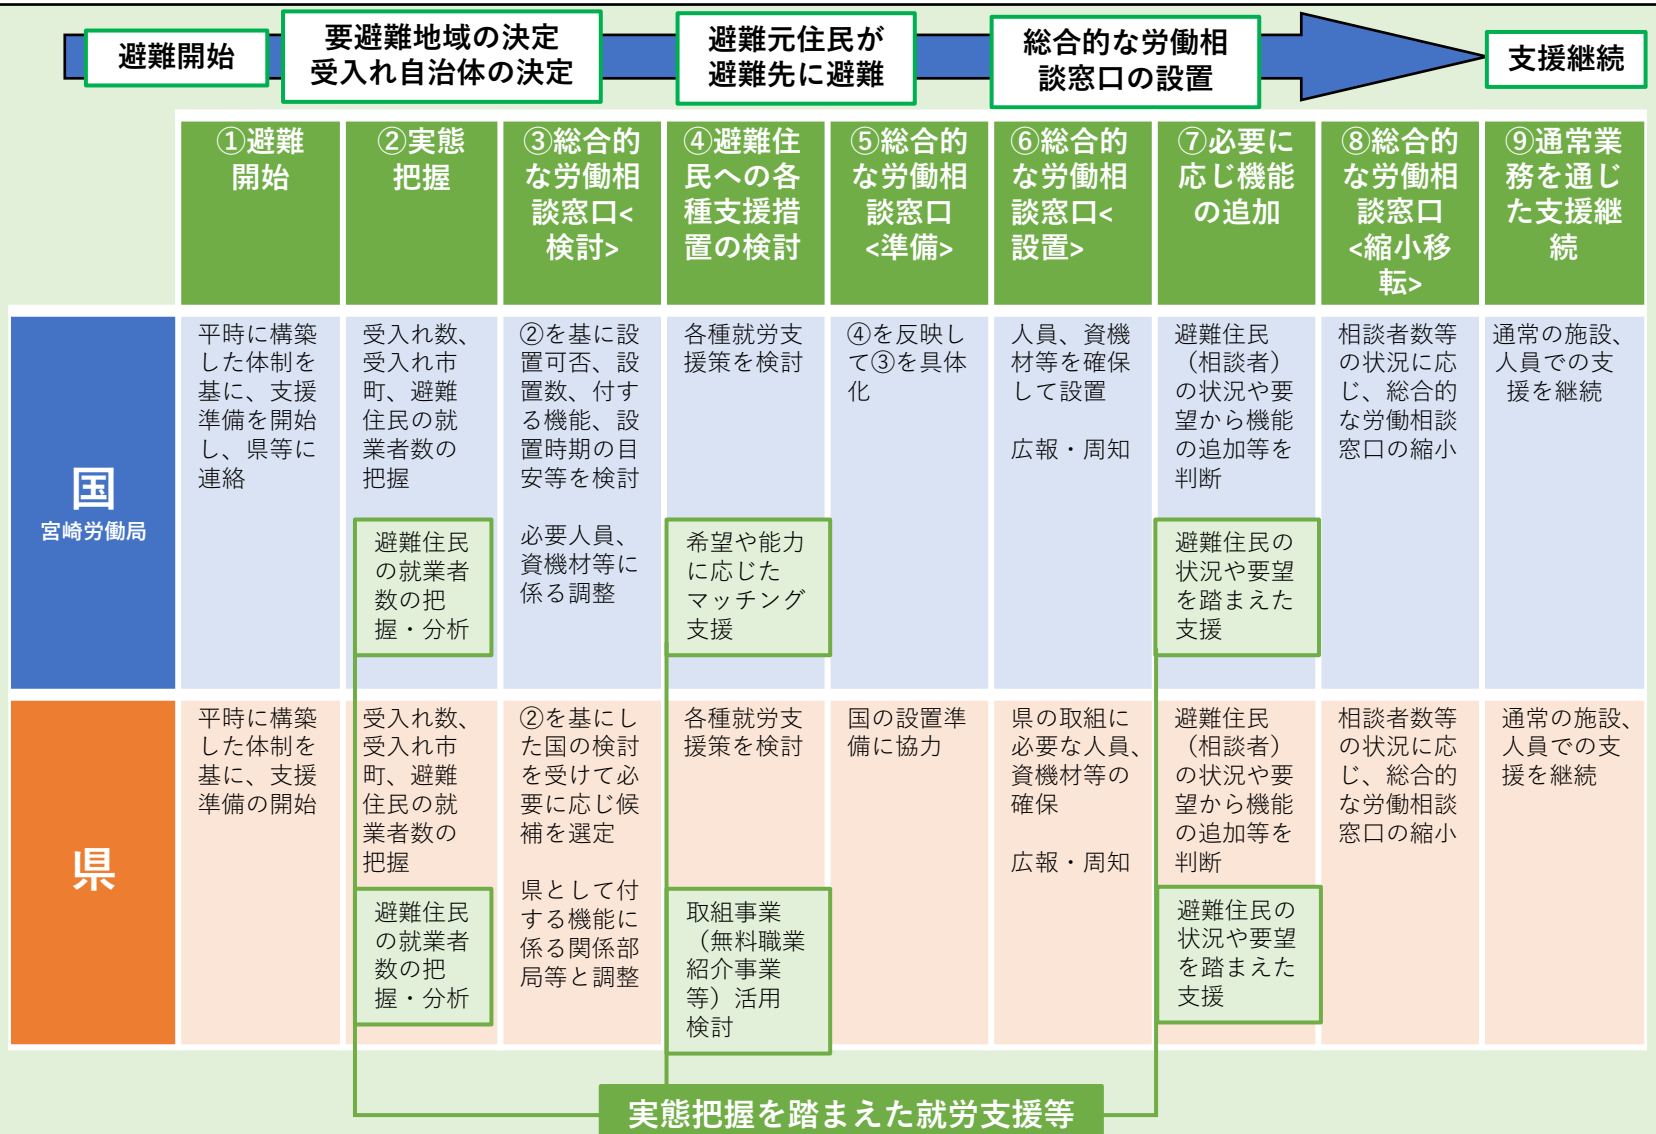 避難開始
要避難地域の決定
受入れ自治体の決定
避難元住民が
避難先に避難
総合的な労働相
談窓口の設置
支援継続
①避難
開始
②実態
把握
③総合的
な労働相
談窓口<
検討>
④避難住
民への各
種支援措
置の検討
⑤総合的
な労働相
談窓口
<準備>
⑥総合的
な労働相
談窓口<
設置>
⑦必要に
応じ機能
の追加
⑧総合的
な労働相
談窓口
<縮小移
転>
⑨通常業
務を通じ
た支援継
続
国
宮崎労働局
平時に構築
した体制を
基に、支援
準備を開始
し、県等に
連絡
受入れ数、
受入れ市
町、避難
住民の就
業者数の
把握
避難住民
の就業者
数の把
握・分析
②を基に設
置可否、設
置数、付す
る機能、設
置時期の目
安等を検討
必要人員、
資機材等に
係る調整
各種就労支
援策を検討
希望や能力
に応じた
マッチング
支援
④を反映し
て③を具体
化
人員、資機
材等を確保
して設置
広報・周知
避難住民
（相談者）
の状況や要
望から機能
の追加等を
判断
避難住民の
状況や要望
を踏まえた
支援
相談者数等
の状況に応
じ、総合的
な労働相談
窓口の縮小
通常の施設、
人員での支
援を継続
県
平時に構築
した体制を
基に、支援
準備の開始
受入れ数、
受入れ市
町、避難
住民の就
業者数の
把握
避難住民
の就業者
数の把
握・分析
②を基にし
た国の検討
を受けて必
要に応じ候
補を選定
県として付
する機能に
係る関係部
局等と調整
各種就労支
援策を検討
取組事業
（無料職業
紹介事業
等）活用
検討
国の設置準
備に協力
県の取組に
必要な人員、
資機材等の
確保
広報・周知
避難住民
（相談者）
の状況や要
望から機能
の追加等を
判断
避難住民の
状況や要望
を踏まえた
支援
相談者数等
の状況に応
じ、総合的
な労働相談
窓口の縮小
通常の施設、
人員での支
援を継続
実態把握を踏まえた就労支援等